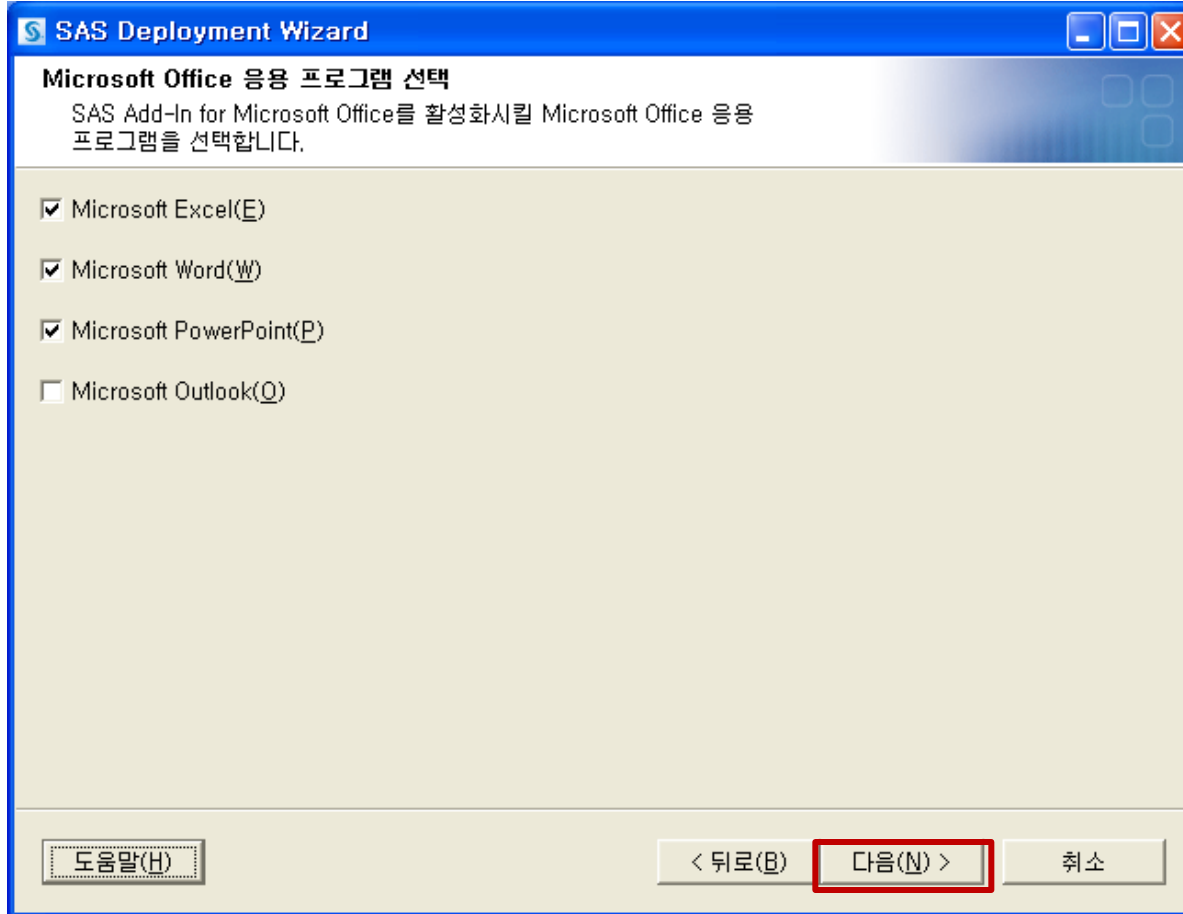 SAS Deployment Wizard
Microsoft Office 응용 프로그램 선택
SAS Add-In for Microsoft Office를 활성화시킬 Microsoft Office 응용
프로그램을 선택합니다.
Microsoft Excel(E)
Microsoft Word(W)
Microsoft PowerPoint(P)
Microsoft Outlook(O)
도움말(H)
< 뒤로(B)
다음(N) >
취소